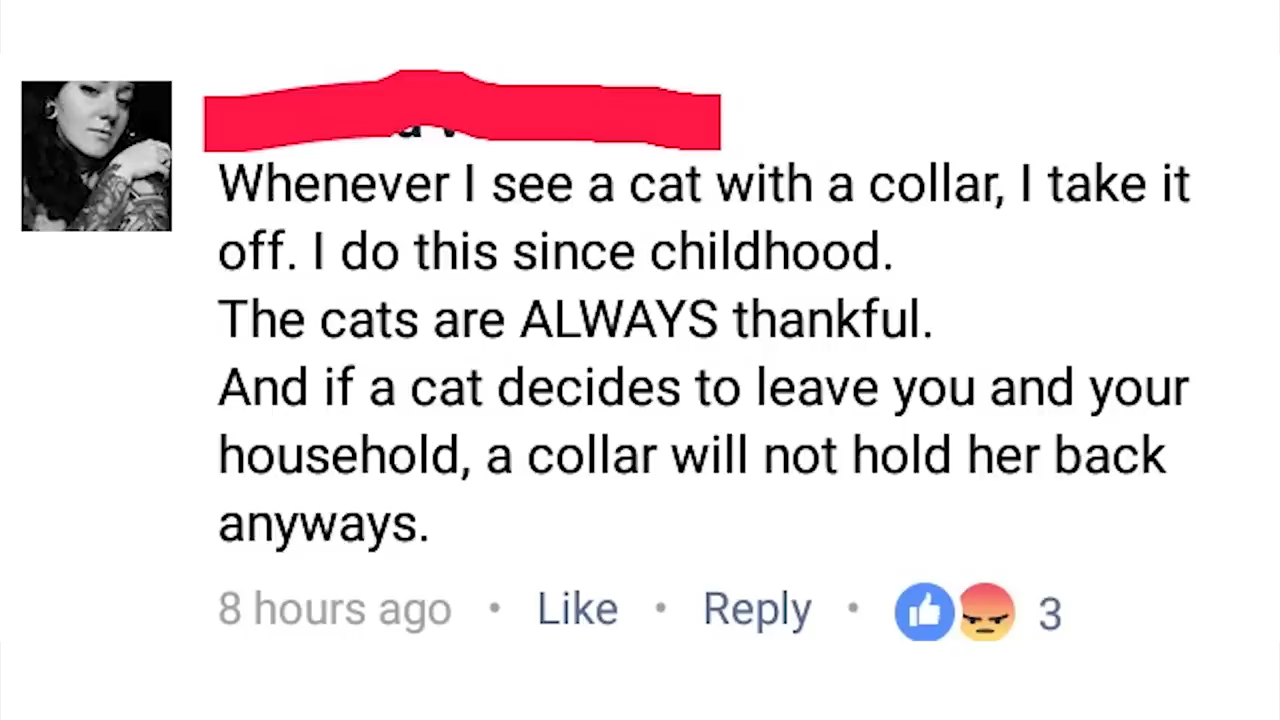 Whenever I see a cat with a collar, I take it
off. I do this since childhood.
The cats are ALWAYS thankful.
And if a cat decides to leave you and your
household, a collar will not hold her back
anyways.
8 hours ago • Like • Reply • 3